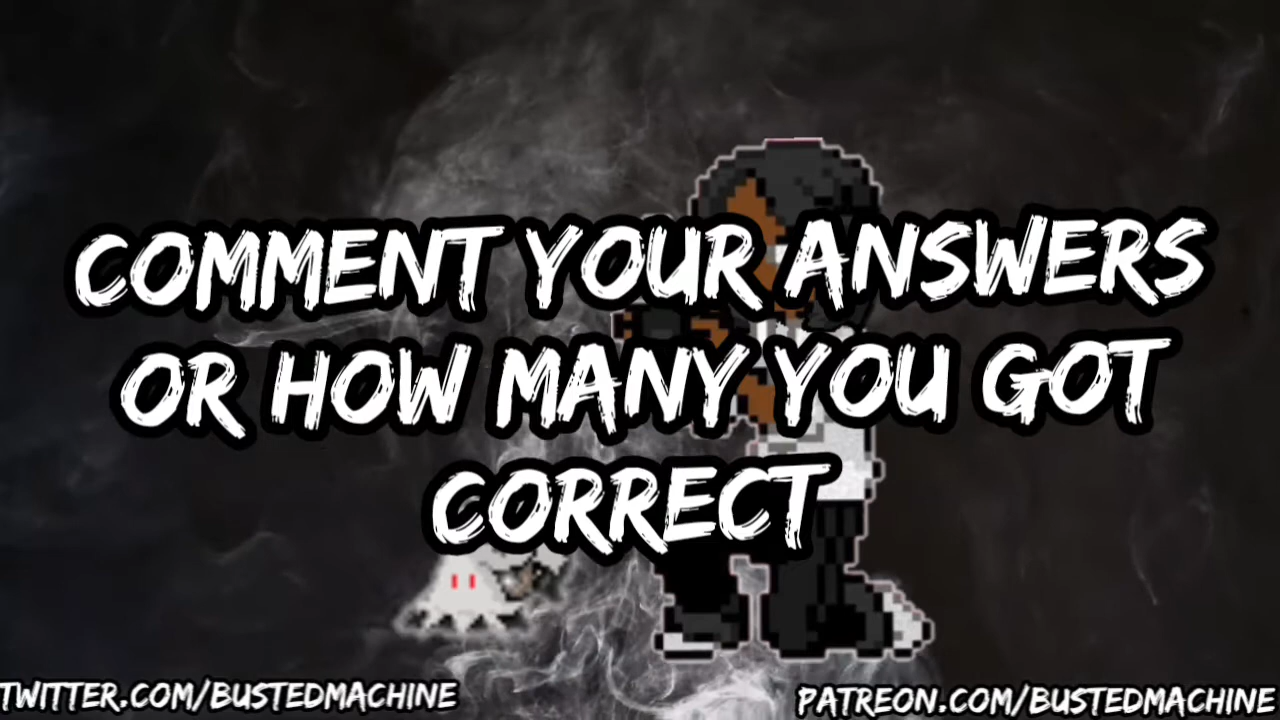 COMMENT YOUR ANSWERS
OR HOW MANY YOU GOT
CORRECT
TWITTER.COM/BUSTEDMACHINE
PATREON.COM/BUSTEDMACHINE